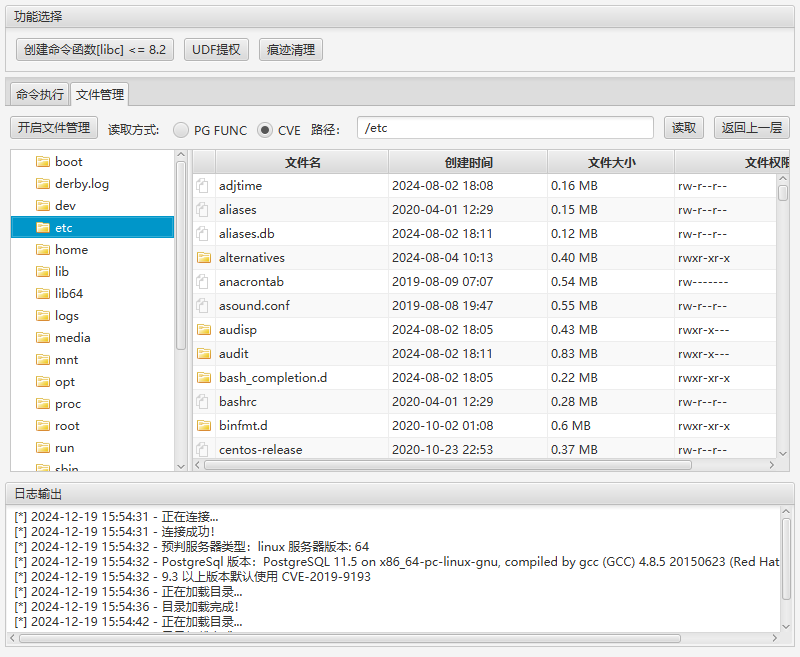 功能选择
创建命令函数[libc] <= 8.2 UDF提权 痕迹清理
命令执行 文件管理
开启文件管理 读取方式: PG FUNC CVE 路径: /etc 读取 返回上一层
boot
derby.log
dev
etc
home
lib
lib64
logs
media
mnt
opt
proc
root
run
sbin
文件名 创建时间 文件大小 文件权限
adjtime 2024-08-02 18:08 0.16 MB rw-r--r--
aliases 2020-04-01 12:29 0.15 MB rw-r--r--
aliases.db 2024-08-02 18:11 0.12 MB rw-r--r--
alternatives 2024-08-04 10:13 0.40 MB rwxr-xr-x
anacrontab 2019-08-09 07:07 0.54 MB rw-------
asound.conf 2019-08-08 19:47 0.55 MB rw-r--r--
audisp 2024-08-02 18:05 0.43 MB rwxr-x---
audit 2024-08-02 18:11 0.83 MB rwxr-x---
bash_completion.d 2024-08-02 18:05 0.22 MB rwxr-xr-x
bashrc 2020-04-01 12:29 0.28 MB rw-r--r--
binfmt.d 2020-10-02 01:08 0.6 MB rwxr-xr-x
centos-release 2020-10-23 22:53 0.37 MB rw-r--r--
日志输出
[*] 2024-12-19 15:54:31 - 正在连接...
[*] 2024-12-19 15:54:31 - 连接成功!
[*] 2024-12-19 15:54:32 - 预判服务器类型: linux 服务器版本: 64
[*] 2024-12-19 15:54:32 - PostgreSql 版本: PostgreSQL 11.5 on x86_64-pc-linux-gnu, compiled by gcc (GCC) 4.8.5 20150623 (Red Hat
[*] 2024-12-19 15:54:32 - 9.3 以上版本默认使用 CVE-2019-9193
[*] 2024-12-19 15:54:36 - 正在加载目录...
[*] 2024-12-19 15:54:36 - 目录加载完成!
[*] 2024-12-19 15:54:42 - 正在加载目录...